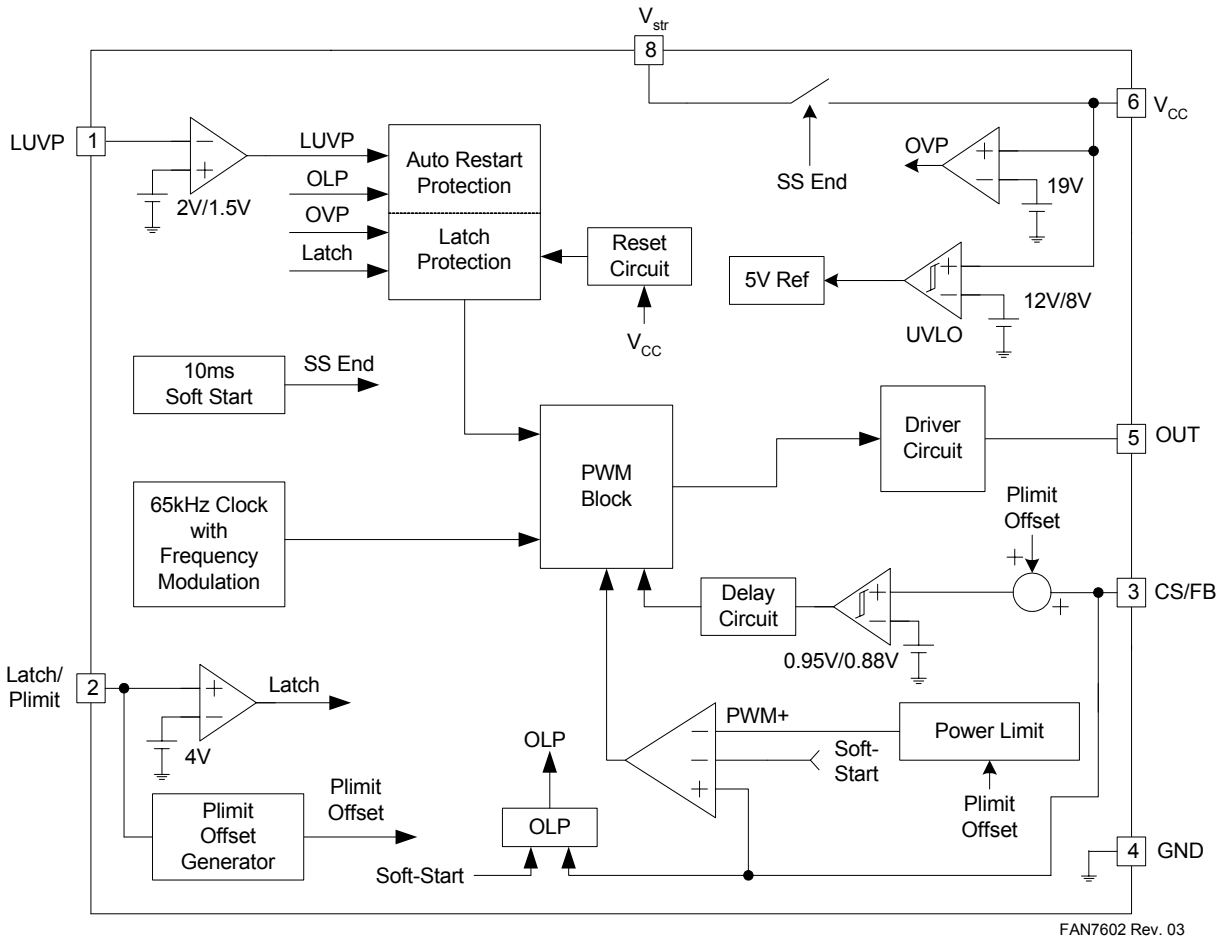 Vstr
8
6
VCC
LUVP
1
−
+
2V/1.5V
LUVP
OLP
OVP
Latch
Auto Restart
Protection
Latch
Protection
Reset
Circuit
VCC
SS End
OVP
+
−
19V
5V Ref
+
−
12V/8V
UVLO
10ms
Soft Start
SS End
65kHz Clock
with
Frequency
Modulation
PWM
Block
Driver
Circuit
5
OUT
Plimit
Offset
+
+
3
CS/FB
Delay
Circuit
+
−
0.95V/0.88V
Latch/
Plimit
2
+
−
4V
Latch
Plimit
Offset
Generator
Plimit
Offset
OLP
OLP
Soft-Start
−
−
+
PWM+
Soft-
Start
Power Limit
Plimit
Offset
4
GND
FAN7602 Rev. 03